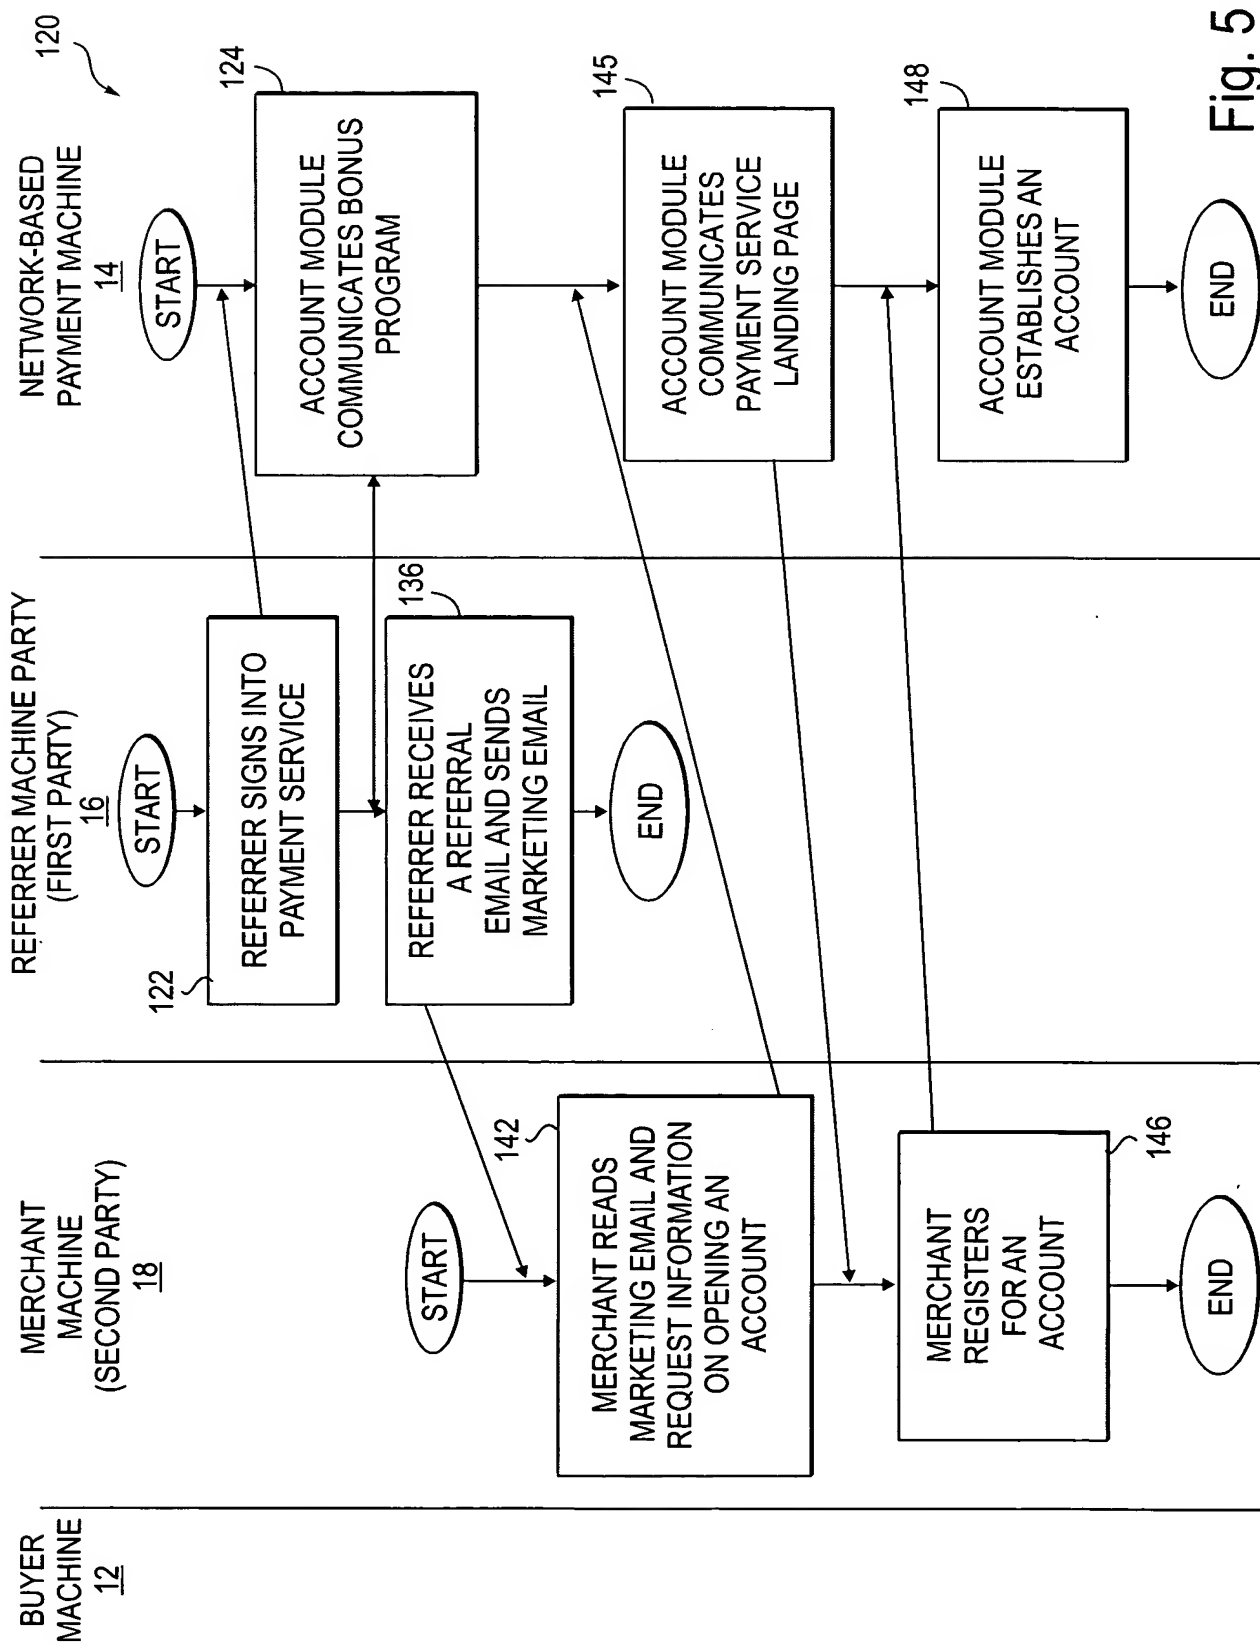 BUYER
MACHINE
12
MERCHANT
MACHINE
(SECOND PARTY)
18
REFERRER MACHINE PARTY
(FIRST PARTY)
16
NETWORK-BASED
PAYMENT MACHINE
14
120
START
122
REFERRER SIGNS INTO
PAYMENT SERVICE
START
124
ACCOUNT MODULE
COMMUNICATES BONUS
PROGRAM
136
REFERRER RECEIVES
A REFERRAL
EMAIL AND SENDS
MARKETING EMAIL
END
START
142
MERCHANT READS
MARKETING EMAIL AND
REQUEST INFORMATION
ON OPENING AN
ACCOUNT
145
ACCOUNT MODULE
COMMUNICATES
PAYMENT SERVICE
LANDING PAGE
MERCHANT
REGISTERS
FOR AN
ACCOUNT
146
148
ACCOUNT MODULE
ESTABLISHES AN
ACCOUNT
END
END
Fig. 5